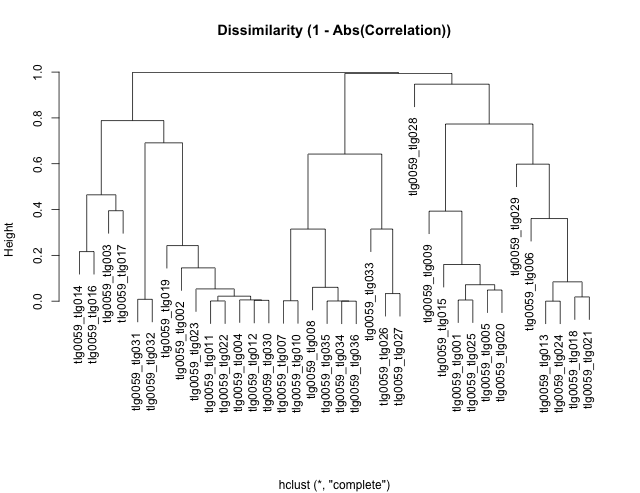 Dissimilarity (1 - Abs(Correlation))
Height
0.0
0.2
0.4
0.6
0.8
1.0
tlg0059_tlg014
tlg0059_tlg016
tlg0059_tlg003
tlg0059_tlg017
tlg0059_tlg031
tlg0059_tlg032
tlg0059_tlg019
tlg0059_tlg002
tlg0059_tlg023
tlg0059_tlg011
tlg0059_tlg022
tlg0059_tlg004
tlg0059_tlg012
tlg0059_tlg030
tlg0059_tlg007
tlg0059_tlg010
tlg0059_tlg008
tlg0059_tlg035
tlg0059_tlg034
tlg0059_tlg036
tlg0059_tlg033
tlg0059_tlg026
tlg0059_tlg027
tlg0059_tlg028
tlg0059_tlg009
tlg0059_tlg015
tlg0059_tlg001
tlg0059_tlg025
tlg0059_tlg005
tlg0059_tlg020
tlg0059_tlg029
tlg0059_tlg006
tlg0059_tlg013
tlg0059_tlg024
tlg0059_tlg018
tlg0059_tlg021
hclust (*, "complete")